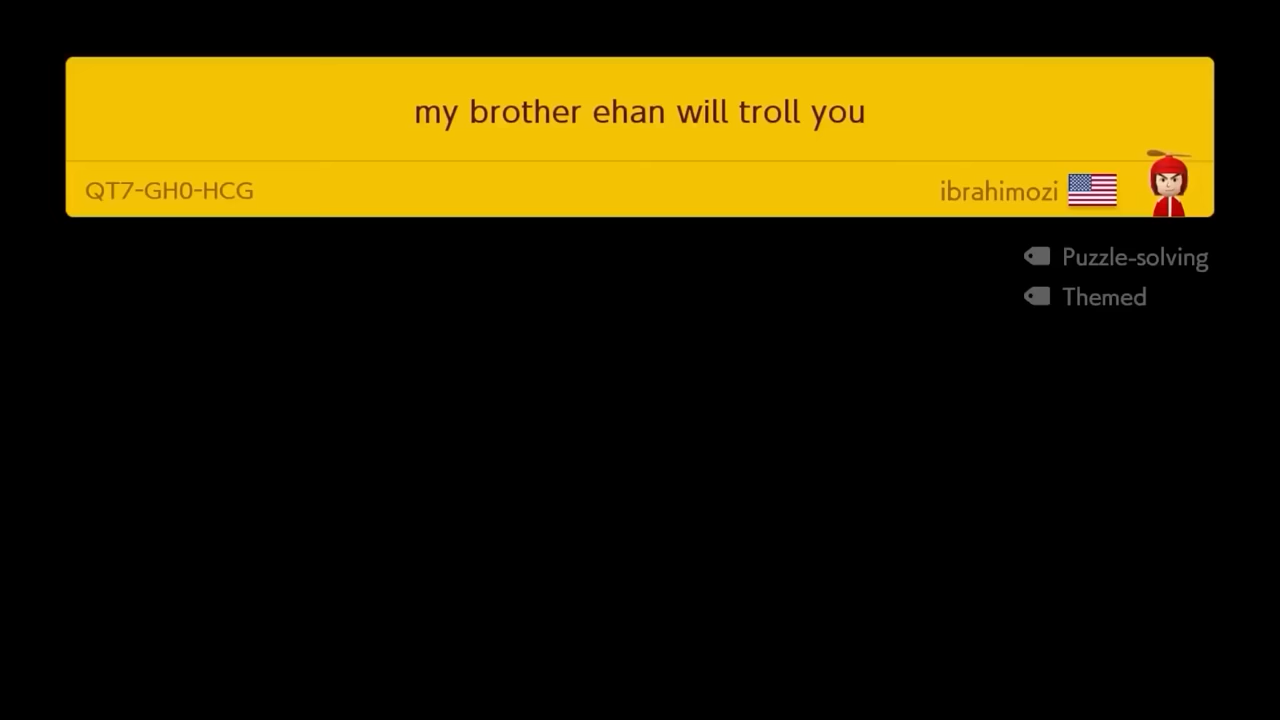 my brother ehan will troll you
QT7-GH0-HCG
ibrahimozi
Puzzle-solving
Themed